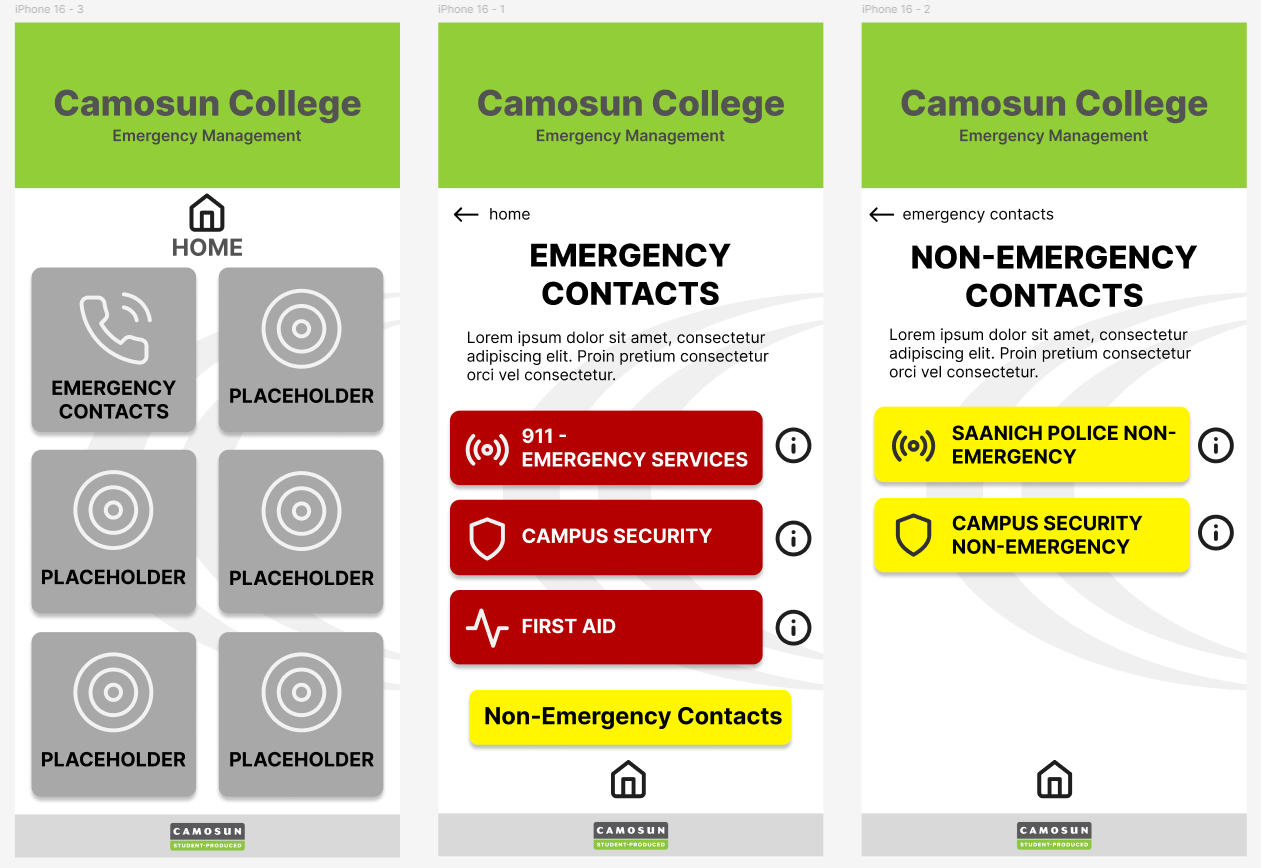 iPhone 16 - 3
Camosun College
Emergency Management
HOME
EMERGENCY
CONTACTS
PLACEHOLDER
PLACEHOLDER
PLACEHOLDER
PLACEHOLDER
PLACEHOLDER
CAMOSUN
STUDENT-PRODUCED
iPhone 16 - 1
Camosun College
Emergency Management
home
EMERGENCY
CONTACTS
Lorem ipsum dolor sit amet, consectetur
adipiscing elit. Proin pretium consectetur
orci vel consectetur.
911 -
EMERGENCY SERVICES
CAMPUS SECURITY
FIRST AID
Non-Emergency Contacts
CAMOSUN
STUDENT-PRODUCED
iPhone 16 - 2
Camosun College
Emergency Management
emergency contacts
NON-EMERGENCY
CONTACTS
Lorem ipsum dolor sit amet, consectetur
adipiscing elit. Proin pretium consectetur
orci vel consectetur.
SAANICH POLICE NON-
EMERGENCY
CAMPUS SECURITY
NON-EMERGENCY
CAMOSUN
STUDENT-PRODUCED